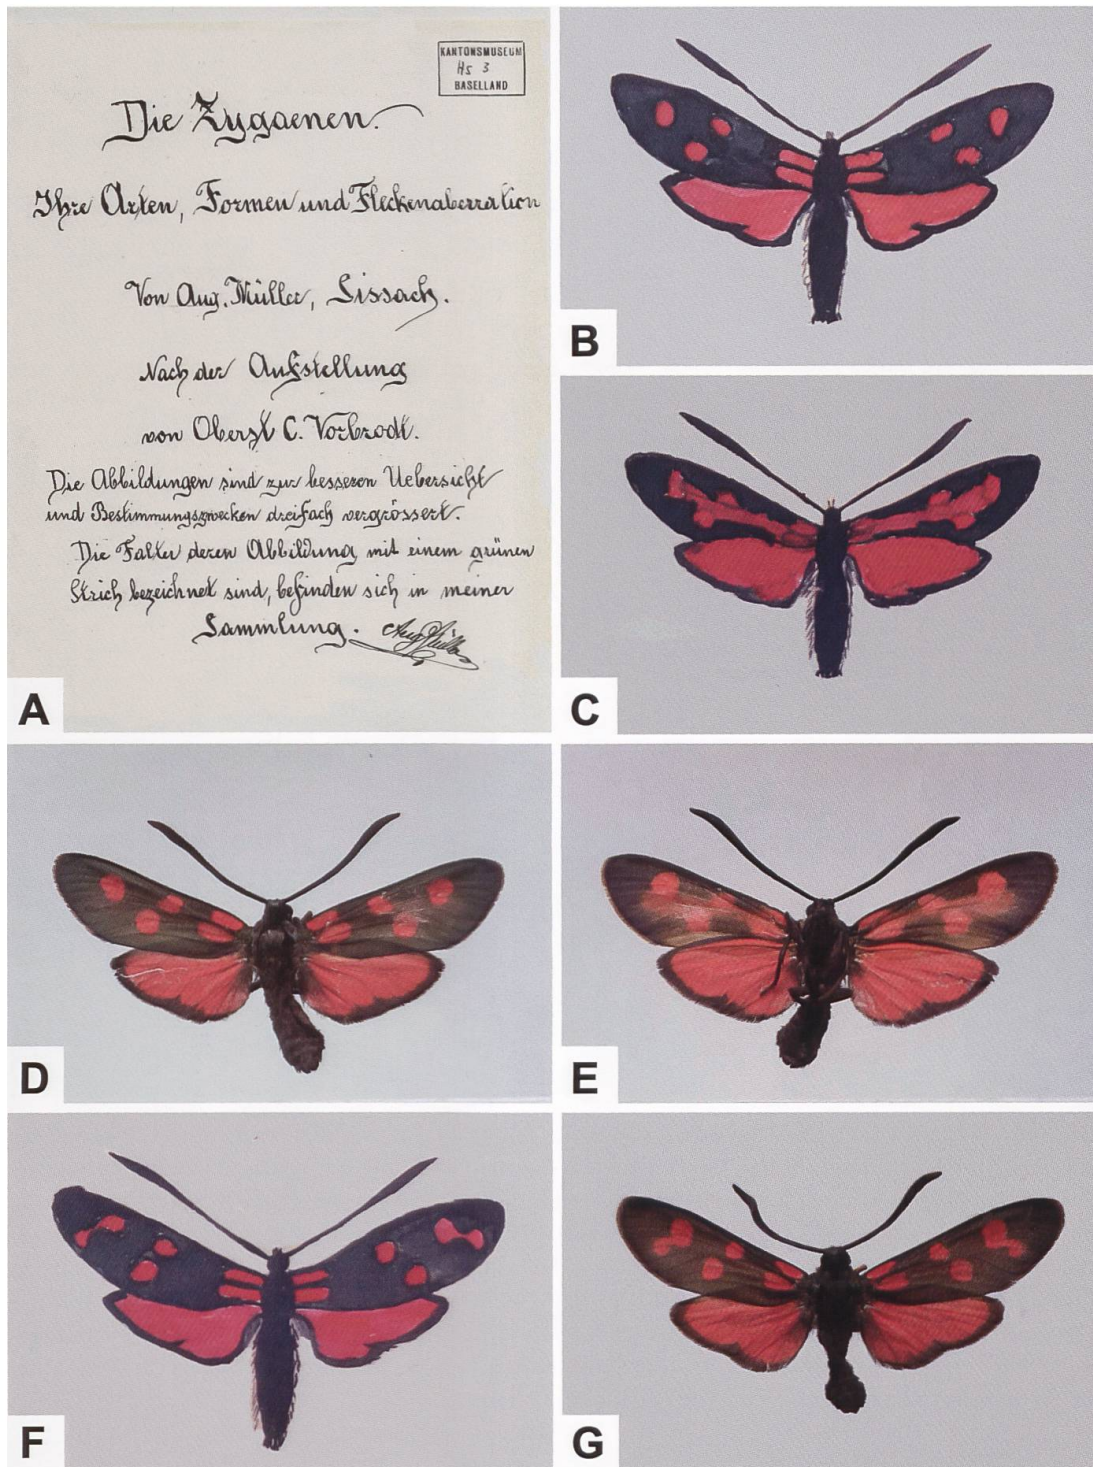 KANTONSMUSEUM
Hs 3
BASELLAND
Die Zygaenen.
Ihre Arten, Formen und Fleckenaberration
Von Aug. Müller, Sissach.
Nach der Aufstellung
von Oberst C. Vorbrodt.
Die Abbildungen sind zur besseren Uebersicht
und Bestimmungszwecken dreifach vergrössert.
Die Falter deren Abbildung mit einem grünen
Strich bezeichnet sind, befinden sich in meiner
Sammlung. Aug Müller
A
B
C
D
E
F
G